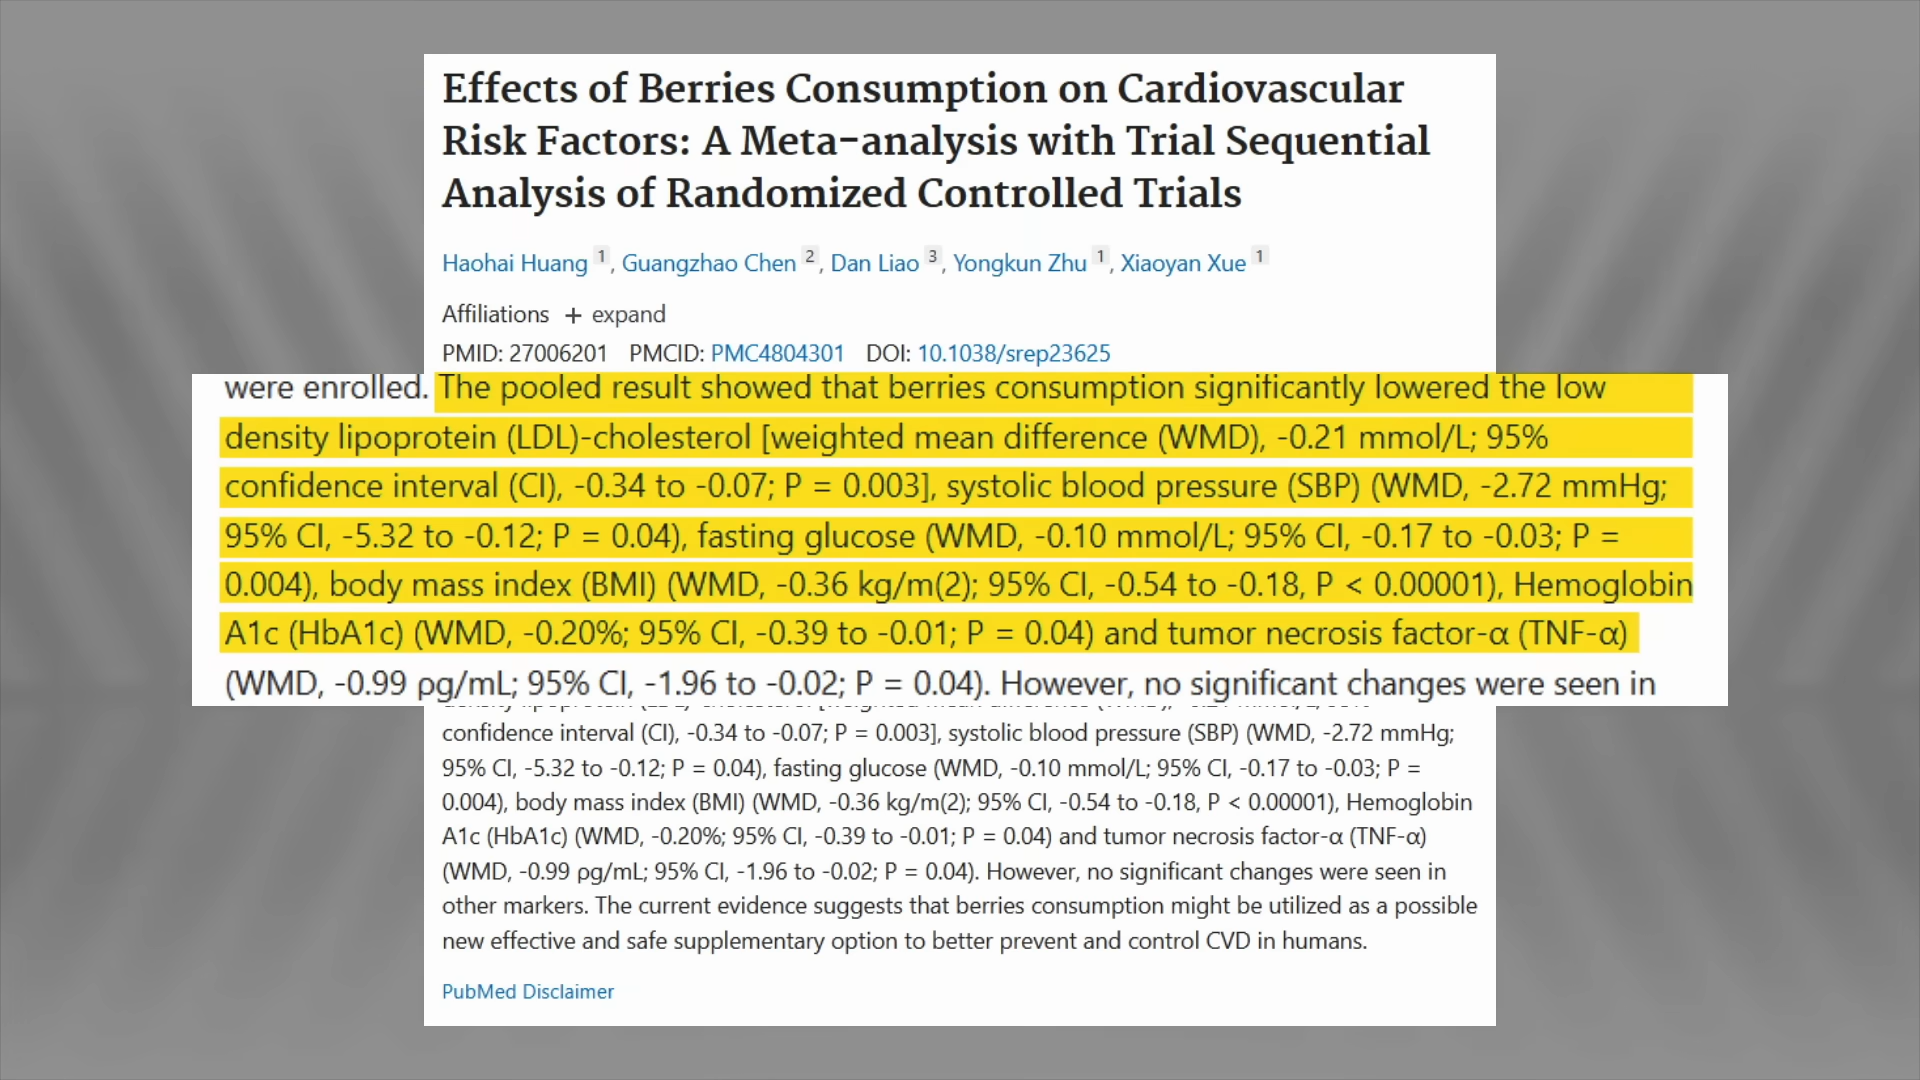 Effects of Berries Consumption on Cardiovascular
Risk Factors: A Meta-analysis with Trial Sequential
Analysis of Randomized Controlled Trials
Haohai Huang 1, Guangzhao Chen 2, Dan Liao 3, Yongkun Zhu 1, Xiaoyan Xue 1
Affiliations + expand
PMID: 27006201 PMCID: PMC4804301 DOI: 10.1038/srep23625
were enrolled. The pooled result showed that berries consumption significantly lowered the low
density lipoprotein (LDL)-cholesterol [weighted mean difference (WMD), -0.21 mmol/L; 95%
confidence interval (CI), -0.34 to -0.07; P = 0.003], systolic blood pressure (SBP) (WMD, -2.72 mmHg;
95% CI, -5.32 to -0.12; P = 0.04), fasting glucose (WMD, -0.10 mmol/L; 95% CI, -0.17 to -0.03; P =
0.004), body mass index (BMI) (WMD, -0.36 kg/m(2); 95% CI, -0.54 to -0.18, P < 0.00001), Hemoglobin
A1c (HbA1c) (WMD, -0.20%; 95% CI, -0.39 to -0.01; P = 0.04) and tumor necrosis factor-α (TNF-α)
(WMD, -0.99 ρg/mL; 95% CI, -1.96 to -0.02; P = 0.04). However, no significant changes were seen in
confidence interval (CI), -0.34 to -0.07; P = 0.003], systolic blood pressure (SBP) (WMD, -2.72 mmHg;
95% CI, -5.32 to -0.12; P = 0.04), fasting glucose (WMD, -0.10 mmol/L; 95% CI, -0.17 to -0.03; P =
0.004), body mass index (BMI) (WMD, -0.36 kg/m(2); 95% CI, -0.54 to -0.18, P < 0.00001), Hemoglobin
A1c (HbA1c) (WMD, -0.20%; 95% CI, -0.39 to -0.01; P = 0.04) and tumor necrosis factor-α (TNF-α)
(WMD, -0.99 ρg/mL; 95% CI, -1.96 to -0.02; P = 0.04). However, no significant changes were seen in
other markers. The current evidence suggests that berries consumption might be utilized as a possible
new effective and safe supplementary option to better prevent and control CVD in humans.
PubMed Disclaimer